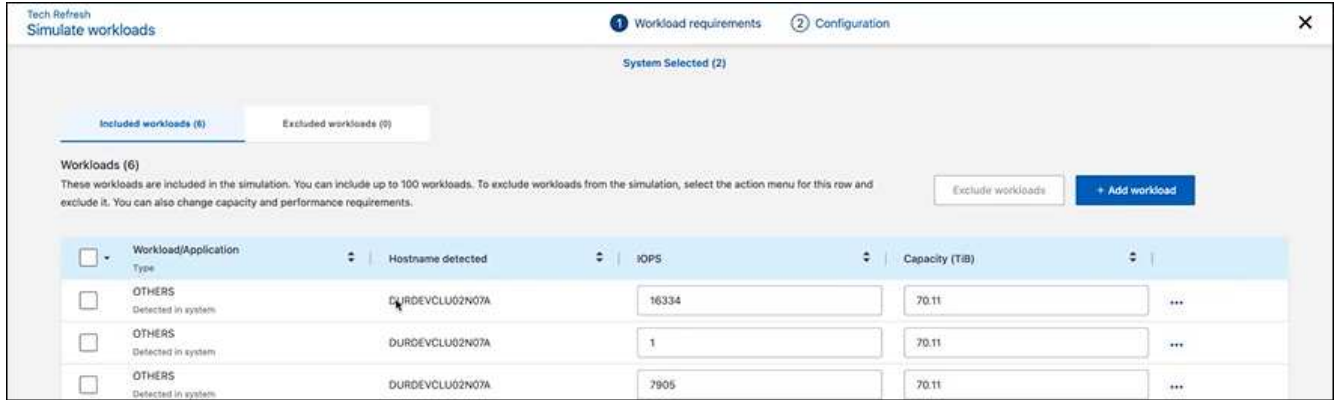 Tech Refresh
Simulate workloads
1 Workload requirements 2 Configuration
System Selected (2)
Included workloads (6) Excluded workloads (0)
Workloads (6)
These workloads are included in the simulation. You can include up to 100 workloads. To exclude workloads from the simulation, select the action menu for this row and
exclude it. You can also change capacity and performance requirements.
Exclude workloads + Add workload
Workload/Application
Type
Hostname detected IOPS Capacity (TiB)
OTHERS
Detected in system
DURDEVCLU02N07A 16334 70.11 ...
OTHERS
Detected in system
DURDEVCLU02N07A 1 70.11 ...
OTHERS
Detected in system
DURDEVCLU02N07A 7905 70.11 ...